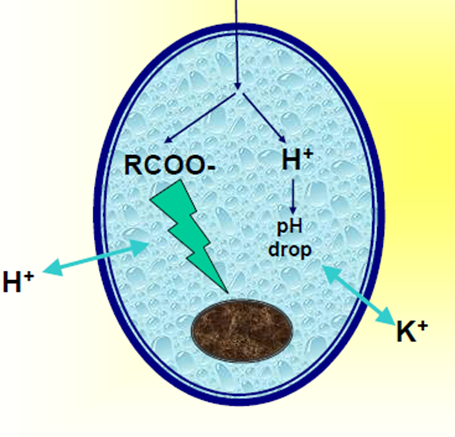 RCOO-
H⁺
pH
drop
H⁺
K⁺